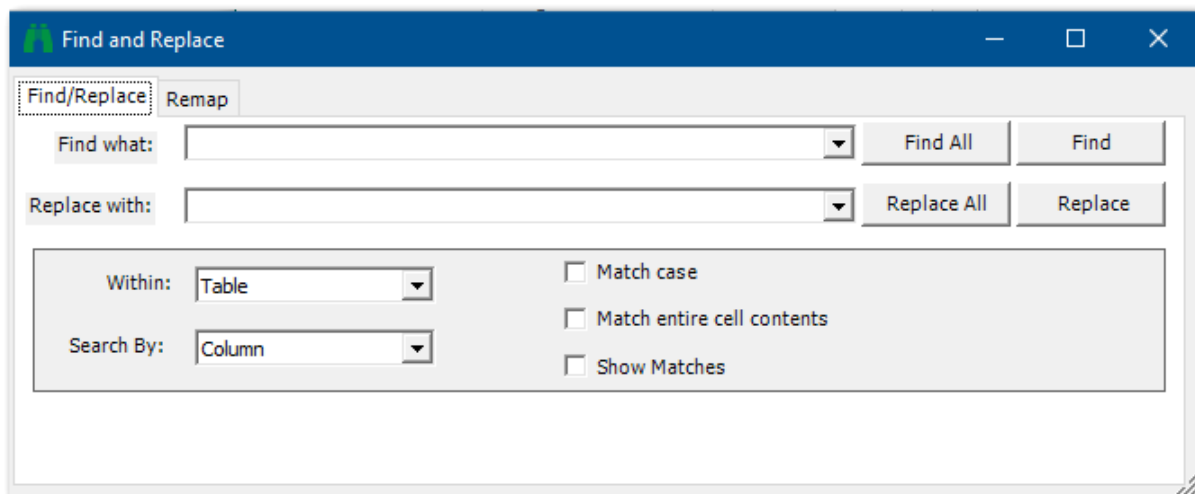 Find and Replace
Find/Replace Remap
Find what: Find All Find
Replace with: Replace All Replace
Within: Table Match case
Match entire cell contents
Search By: Column
Show Matches